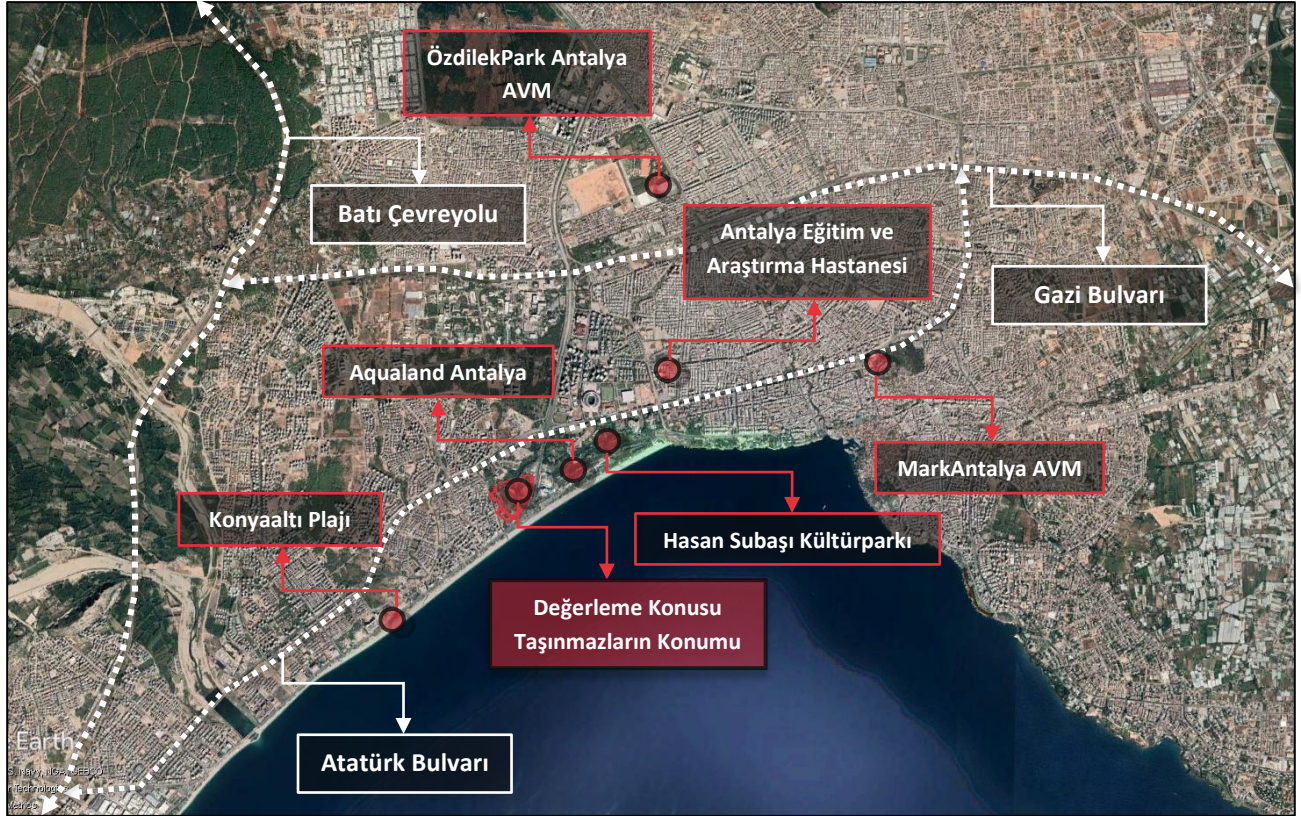 ÖzdilekPark Antalya
AVM
Batı Çevreyolu
Antalya Eğitim ve
Araştırma Hastanesi
Gazi Bulvarı
Aqualand Antalya
MarkAntalya AVM
Konyaaltı Plajı
Hasan Subaşı Kültürparkı
Değerleme Konusu
Taşınmazların Konumu
Atatürk Bulvarı
Earth